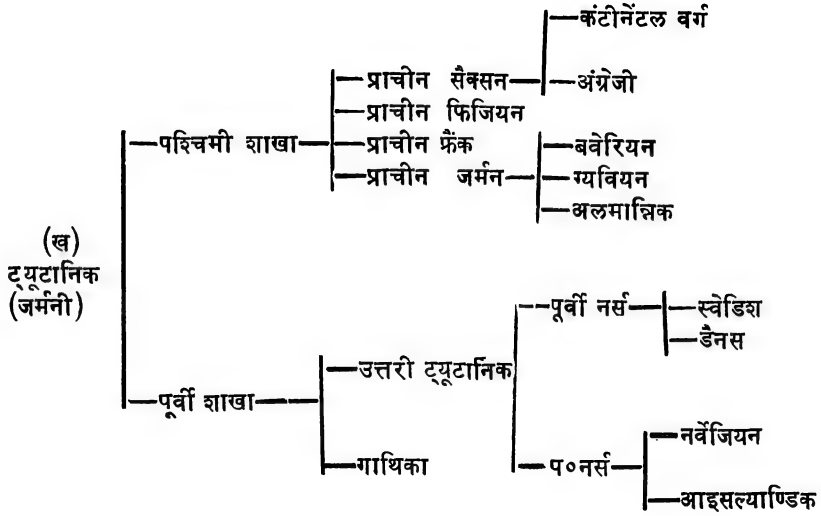 कंटीनेंटल वर्ग
प्राचीन सैक्सन
अंग्रेजी
प्राचीन फिजियन
पश्चिमी शाखा
प्राचीन फ्रैंक
बवेरियन
प्राचीन जर्मन
ग्यवियन
अलमान्निक
(ख)
ट्यूटानिक
(जर्मनी)
पूर्वी नर्स
स्वेडिश
डैनस
उत्तरी ट्यूटानिक
पूर्वी शाखा
नर्वेजियन
गाथिका
प०नर्स
आइसल्याण्डिक